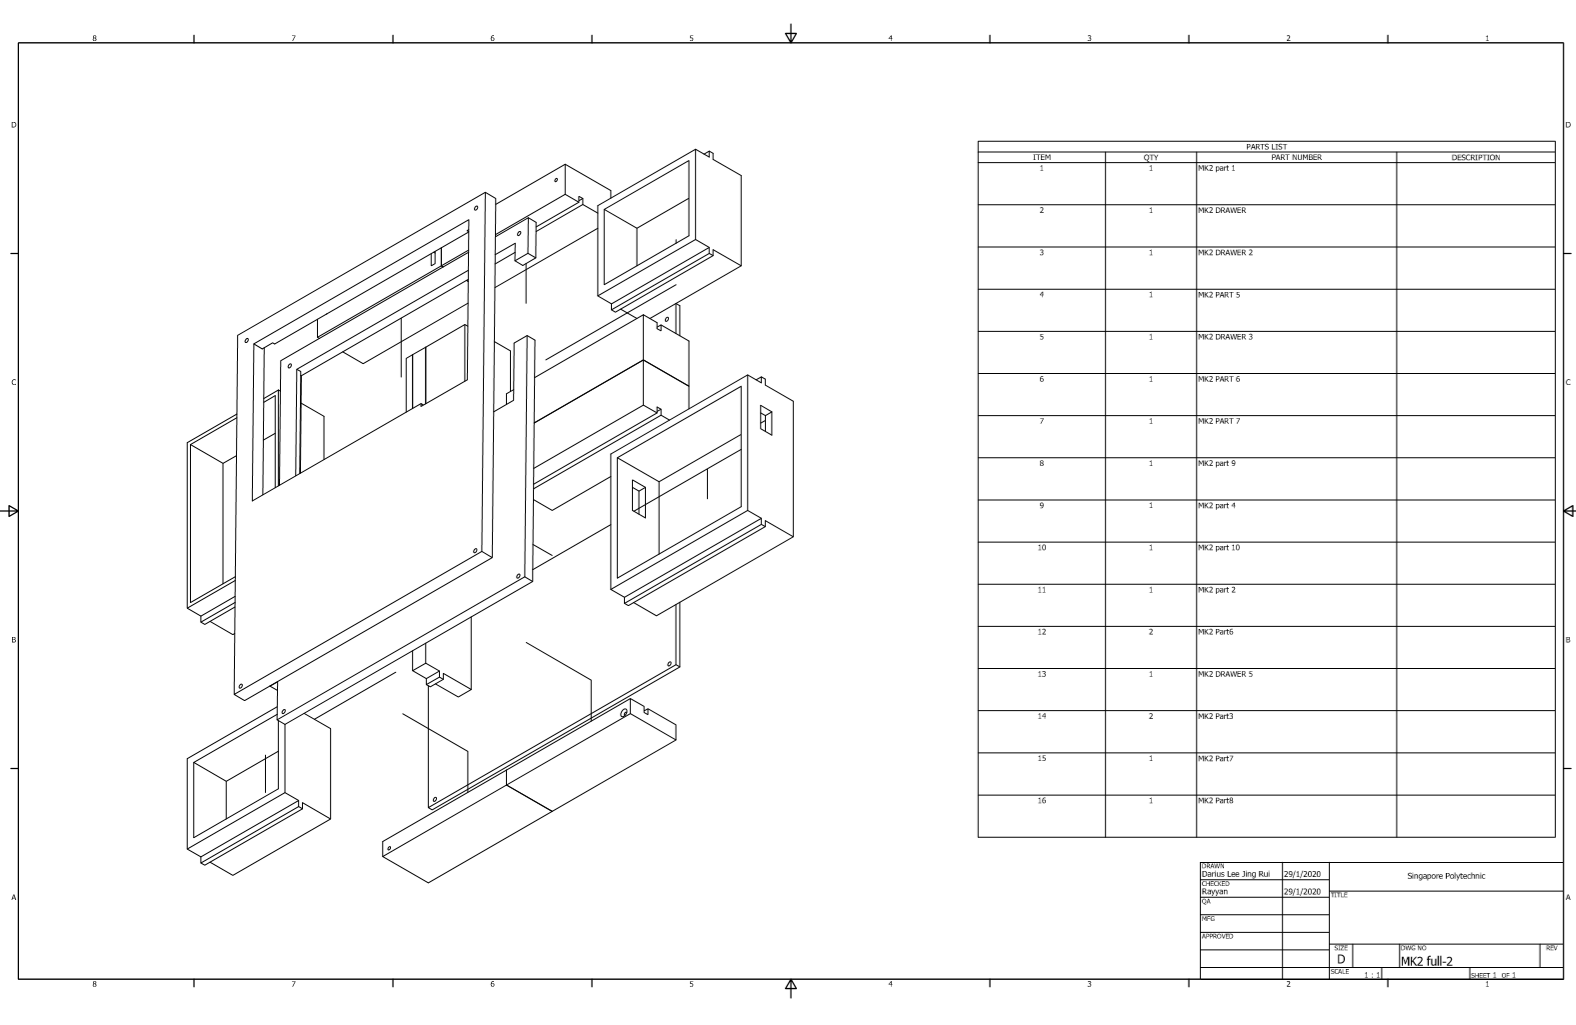 8 7 6 5 4 3 2 1
D D
PARTS LIST
ITEM QTY PART NUMBER DESCRIPTION
1 1 MK2 part 1
2 1 MK2 DRAWER
3 1 MK2 DRAWER 2
4 1 MK2 PART 5
5 1 MK2 DRAWER 3
6 1 MK2 PART 6
C C
7 1 MK2 PART 7
8 1 MK2 part 9
9 1 MK2 part 4
10 1 MK2 part 10
11 1 MK2 part 2
12 2 MK2 Part6
B B
13 1 MK2 DRAWER 5
14 2 MK2 Part3
15 1 MK2 Part7
16 1 MK2 Part8
DRAWN
Darius Lee Jing Rui 29/1/2020
Singapore Polytechnic
CHECKED
Rayyan 29/1/2020
TITLE
A A
QA
MFG
APPROVED
SIZE
D
DWG NO
MK2 full-2
REV
SCALE 1 : 1
SHEET 1 OF 1
8 7 6 5 4 3 2 1